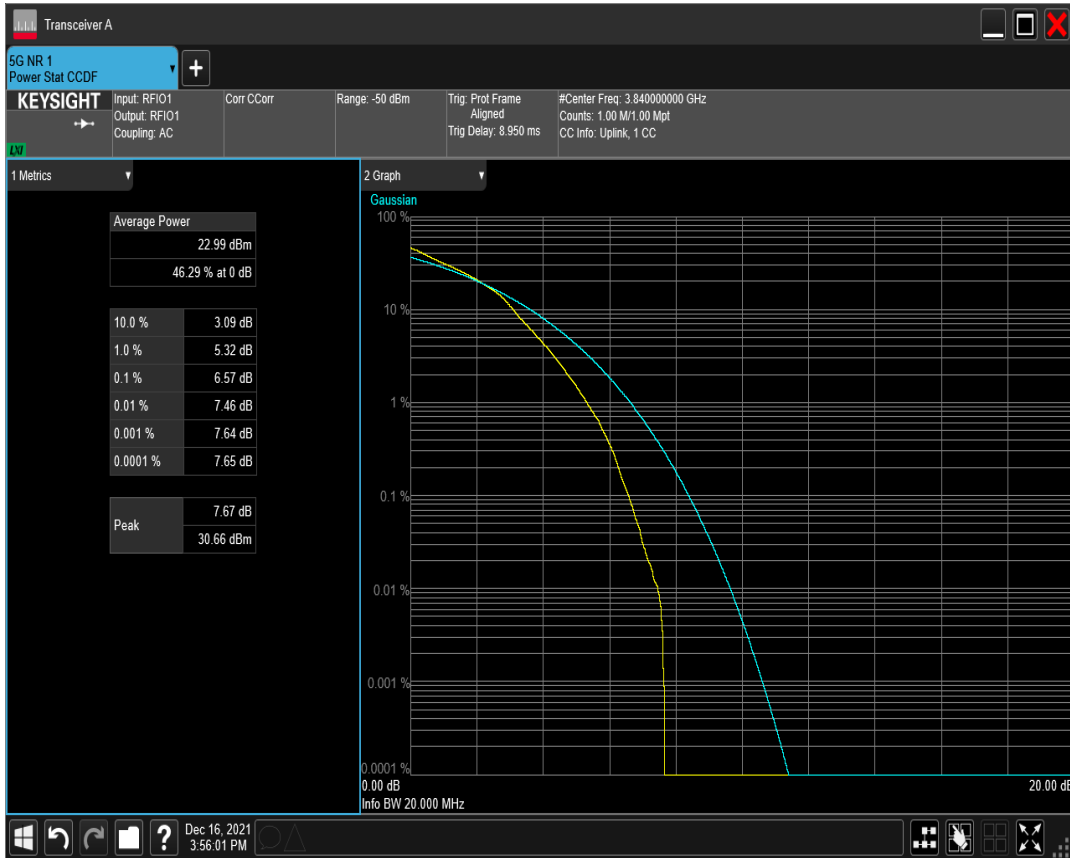 Transceiver A
5G NR 1
Power Stat CCDF
KEYSIGHT
LXI
Input: RFIO1
Output: RFIO1
Coupling: AC
Corr CCorr
Range: -50 dBm
Trig: Prot Frame
Aligned
Trig Delay: 8.950 ms
#Center Freq: 3.840000000 GHz
Counts: 1.00 M/1.00 Mpt
CC Info: Uplink, 1 CC
1 Metrics
Average Power
22.99 dBm
46.29 % at 0 dB
10.0 % 3.09 dB
1.0 % 5.32 dB
0.1 % 6.57 dB
0.01 % 7.46 dB
0.001 % 7.64 dB
0.0001 % 7.65 dB
Peak 7.67 dB
30.66 dBm
2 Graph
Gaussian
100 %
10 %
1 %
0.1 %
0.01 %
0.001 %
0.0001 %
0.00 dB 20.00 dB
Info BW 20.000 MHz
? Dec 16, 2021
3:56:01 PM